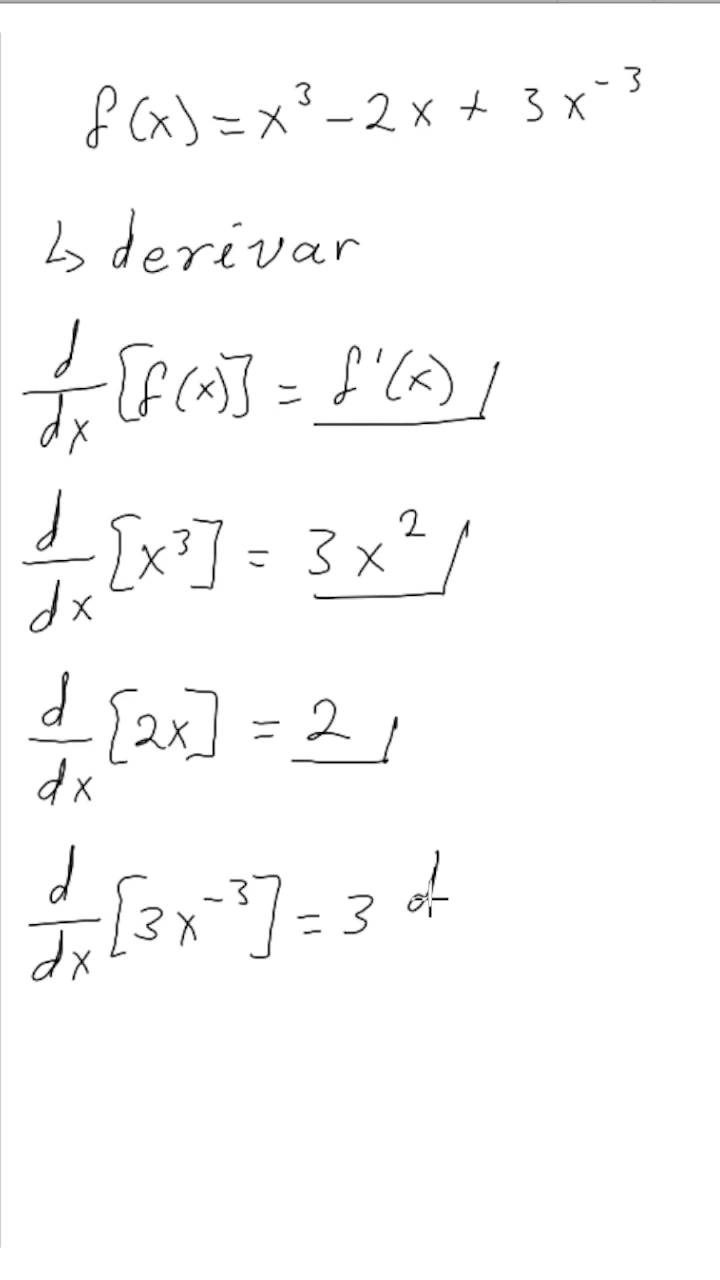 f(x) = x³ - 2x + 3x⁻³
↳ derivar
d/dx [f(x)] = f'(x)
d/dx [x³] = 3x²
d/dx [2x] = 2
d/dx [3x⁻³] = 3 d